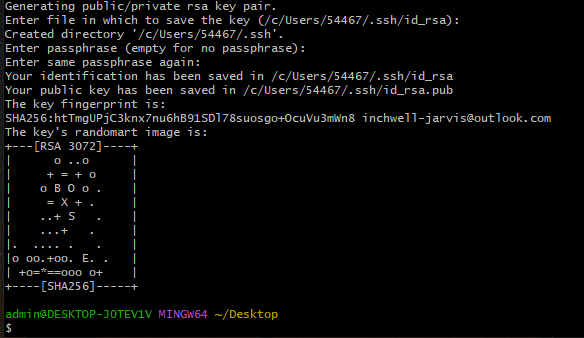 Generating public/private rsa key pair.
Enter file in which to save the key (/c/Users/54467/.ssh/id_rsa):
Created directory '/c/Users/54467/.ssh'.
Enter passphrase (empty for no passphrase):
Enter same passphrase again:
Your identification has been saved in /c/Users/54467/.ssh/id_rsa
Your public key has been saved in /c/Users/54467/.ssh/id_rsa.pub
The key fingerprint is:
SHA256:htTmgUPjC3knx7nu6hB91SDl78suosgo+OcuVu3mWn8 inchwell-jarvis@outlook.com
The key's randomart image is:
+---[RSA 3072]----+
|      o ..o      |
|     + = + o     |
|    o B O o .    |
|     = X + .     |
|    ..+ S   .    |
|    ...+   .     |
|.  .... .   .    |
|o oo.+oo. E. .   |
| +o=*==ooo o+    |
+----[SHA256]-----+
admin@DESKTOP-JOTEV1V MINGW64 ~/Desktop
$